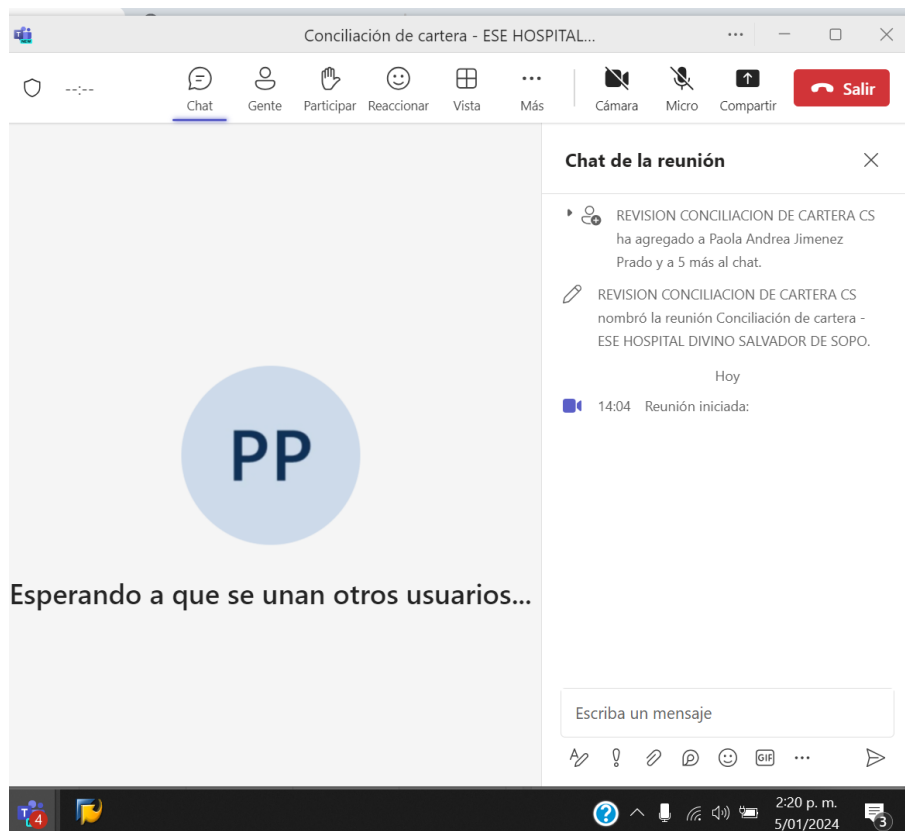 Conciliación de cartera - ESE HOSPITAL...
--:--
Chat
Gente
Participar
Reaccionar
Vista
Más
Cámara
Micro
Compartir
Salir
Chat de la reunión
REVISION CONCILIACION DE CARTERA CS
ha agregado a Paola Andrea Jimenez
Prado y a 5 más al chat.
REVISION CONCILIACION DE CARTERA CS
nombró la reunión Conciliación de cartera -
ESE HOSPITAL DIVINO SALVADOR DE SOPO.
Hoy
14:04 Reunión iniciada:
PP
Esperando a que se unan otros usuarios...
Escriba un mensaje
GIF
4
2:20 p. m.
5/01/2024
3